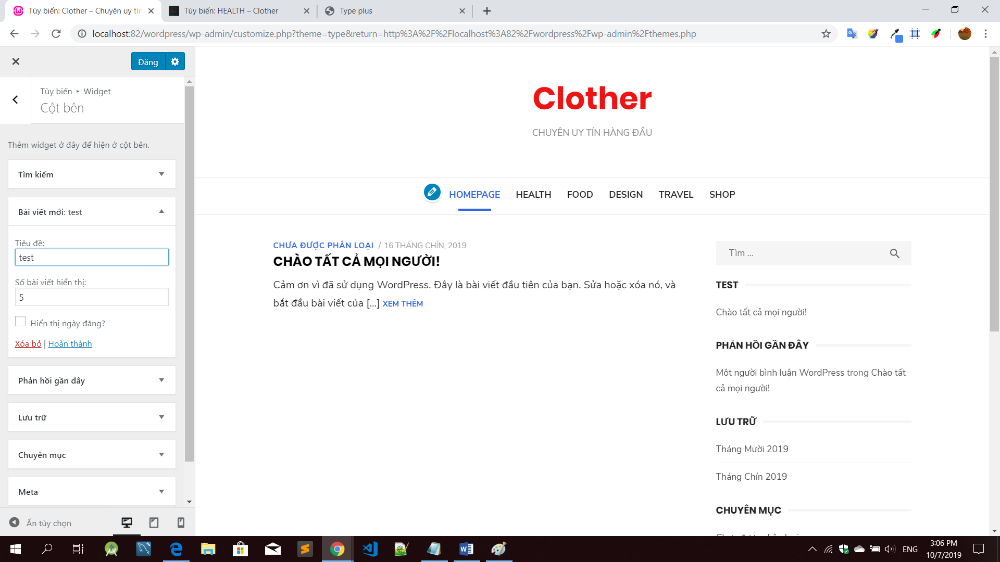 Tùy biến: Clother – Chuyên uy tín
Tùy biến: HEALTH – Clother
Type plus
localhost:82/wordpress/wp-admin/customize.php?theme=type&return=http%3A%2F%2Flocalhost%3A82%2Fwordpress%2Fwp-admin%2Fthemes.php
Đăng
Tùy biến ▸ Widget
Cột bên
Thêm widget ở đây để hiện ở cột bên.
Tìm kiếm
Bài viết mới: test
Tiêu đề:
test
Số bài viết hiển thị:
5
Hiển thị ngày đăng?
Xóa bỏ | Hoàn thành
Phản hồi gần đây
Lưu trữ
Chuyên mục
Meta
Ẩn tùy chọn
Clother
CHUYÊN UY TÍN HÀNG ĐẦU
HOMEPAGE HEALTH FOOD DESIGN TRAVEL SHOP
CHƯA ĐƯỢC PHÂN LOẠI / 16 THÁNG CHÍN, 2019
CHÀO TẤT CẢ MỌI NGƯỜI!
Cảm ơn vì đã sử dụng WordPress. Đây là bài viết đầu tiên của bạn. Sửa hoặc xóa nó, và
bắt đầu bài viết của [...] XEM THÊM
Tìm ...
TEST
Chào tất cả mọi người!
PHẢN HỒI GẦN ĐÂY
Một người bình luận WordPress trong Chào tất
cả mọi người!
LƯU TRỮ
Tháng Mười 2019
Tháng Chín 2019
CHUYÊN MỤC
ENG
3:06 PM
10/7/2019